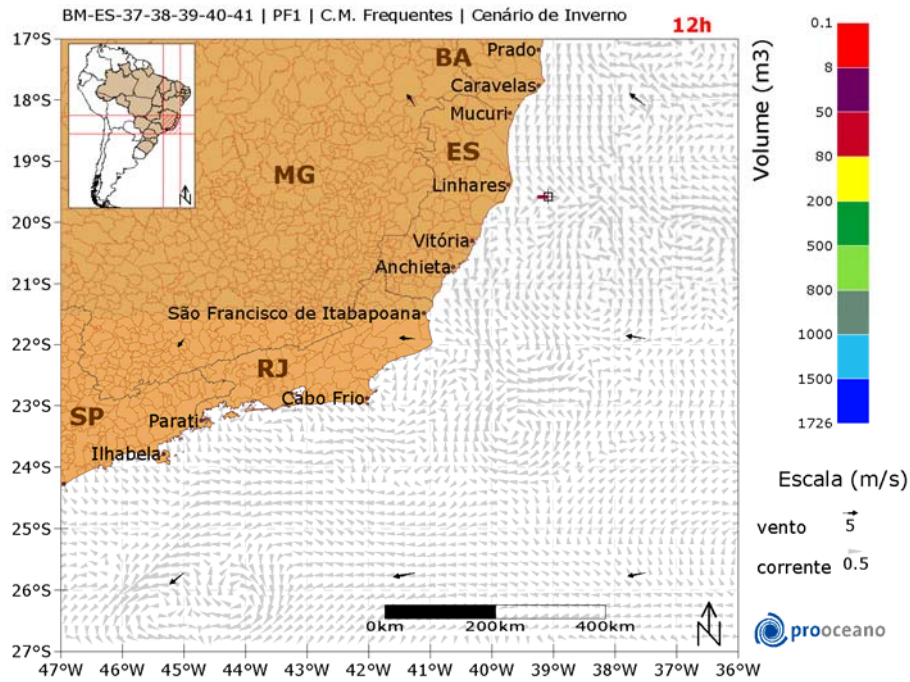 BM-ES-37-38-39-40-41 | PF1 | C.M. Frequentes | Cenário de Inverno
12h
17°S
18°S
19°S
20°S
21°S
22°S
23°S
24°S
25°S
26°S
27°S
BA
Prado
Caravelas
Mucuri
ES
MG
Linhares
Vitória
Anchieta
São Francisco de Itabapoana
RJ
Cabo Frio
SP
Parati
Ilhabela
N
0km
200km
400km
N
47°W
46°W
45°W
44°W
43°W
42°W
41°W
40°W
39°W
38°W
37°W
36°W
Volume (m3)
0.1
8
50
80
200
500
800
1000
1500
1726
Escala (m/s)
vento
5
corrente
0.5
prooceano